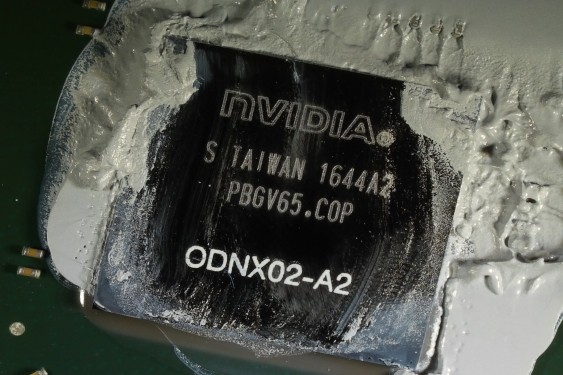 NVIDIA®
S TAIWAN 1644A2
PBGV65.COP
ODNX02-A2